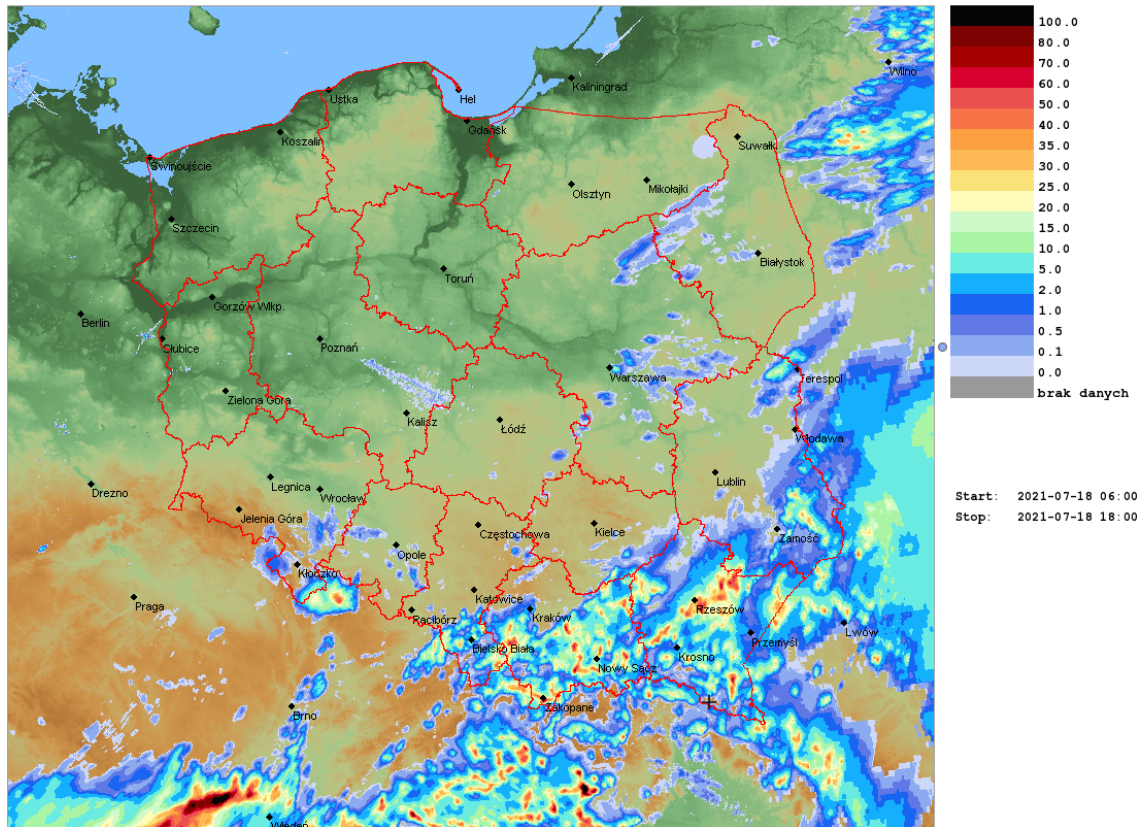 Wilno
Kaliningrad
Ustka
Hel
Gdańsk
Koszalin
Suwałk
Świnoujście
Olsztyn
Mikołajki
Szczecin
Białystok
Toruń
Gorzów Wlkp.
Berlin
Słubice
Poznań
Warszawa
Terespol
Zielona Góra
Kalisz
Łódź
Włodawa
Lublin
Drezno
Legnica
Wrocław
Jelenia Góra
Częstochowa
Kielce
Zamość
Opole
Kłodzko
Praga
Katowice
Racibórz
Kraków
Rzeszów
Lwów
Przemyśl
Bielsko Biała
Krosno
Nowy Sącz
Zakopane
Brno
Wiedeń
100.0
80.0
70.0
60.0
50.0
40.0
35.0
30.0
25.0
20.0
15.0
10.0
5.0
2.0
1.0
0.5
0.1
0.0
brak danych
Start: 2021-07-18 06:00
Stop: 2021-07-18 18:00